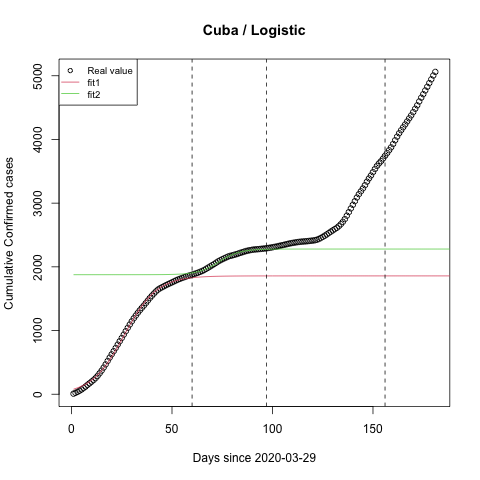 Cuba / Logistic
Real value
fit1
fit2
Cumulative Confirmed cases
5000
4000
3000
2000
1000
0
0 50 100 150
Days since 2020-03-29